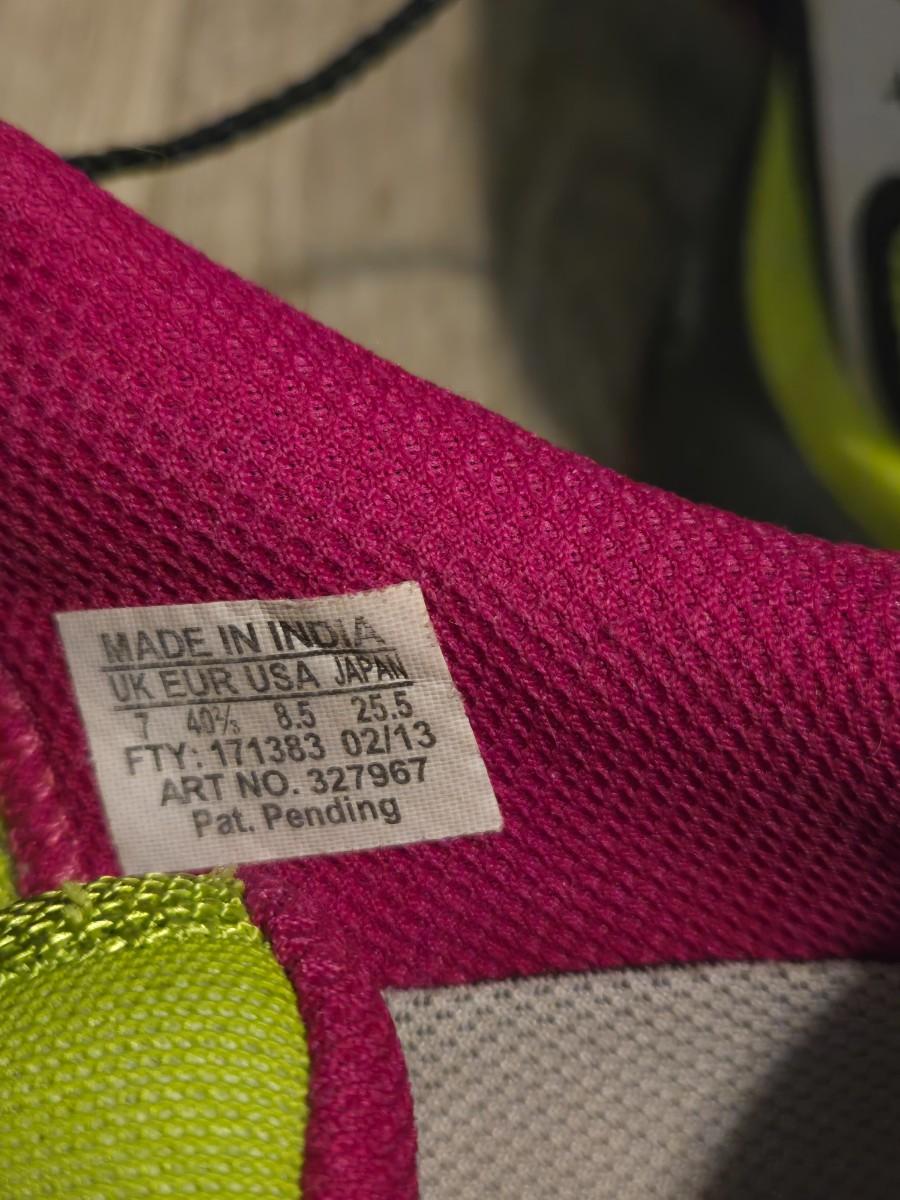 MADE IN INDIA
UK EUR USA JAPAN
7 40⅔ 8.5 25.5
FTY: 171383 02/13
ART NO. 327967
Pat. Pending